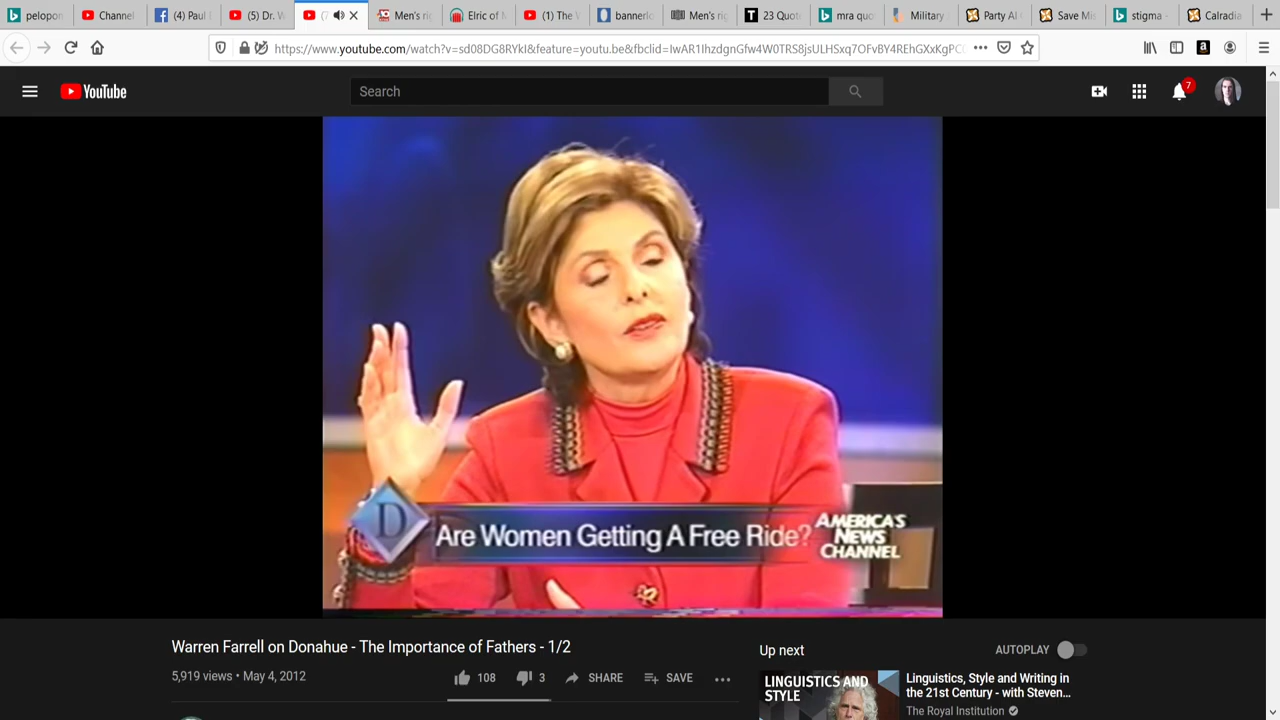 pelopon
Channel
(4) Paul E
(5) Dr. W
Men's rig
Elric of M
(1) The V
bannerlo
Men's rig
23 Quot
mra quo
Military
Party AI
Save Mis
stigma -
Calradia
https://www.youtube.com/watch?v=sd08DG8RYkI&feature=youtu.be&fbclid=
YouTube
Search
7
D
Are Women Getting A Free Ride?
AMERICA'S
NEWS
CHANNEL
Warren Farrell on Donahue - The Importance of Fathers - 1/2
5,919 views • May 4, 2012
108
3
SHARE
SAVE
Up next
AUTOPLAY
LINGUISTICS AND
STYLE
Linguistics, Style and Writing in
the 21st Century - with Steven...
The Royal Institution